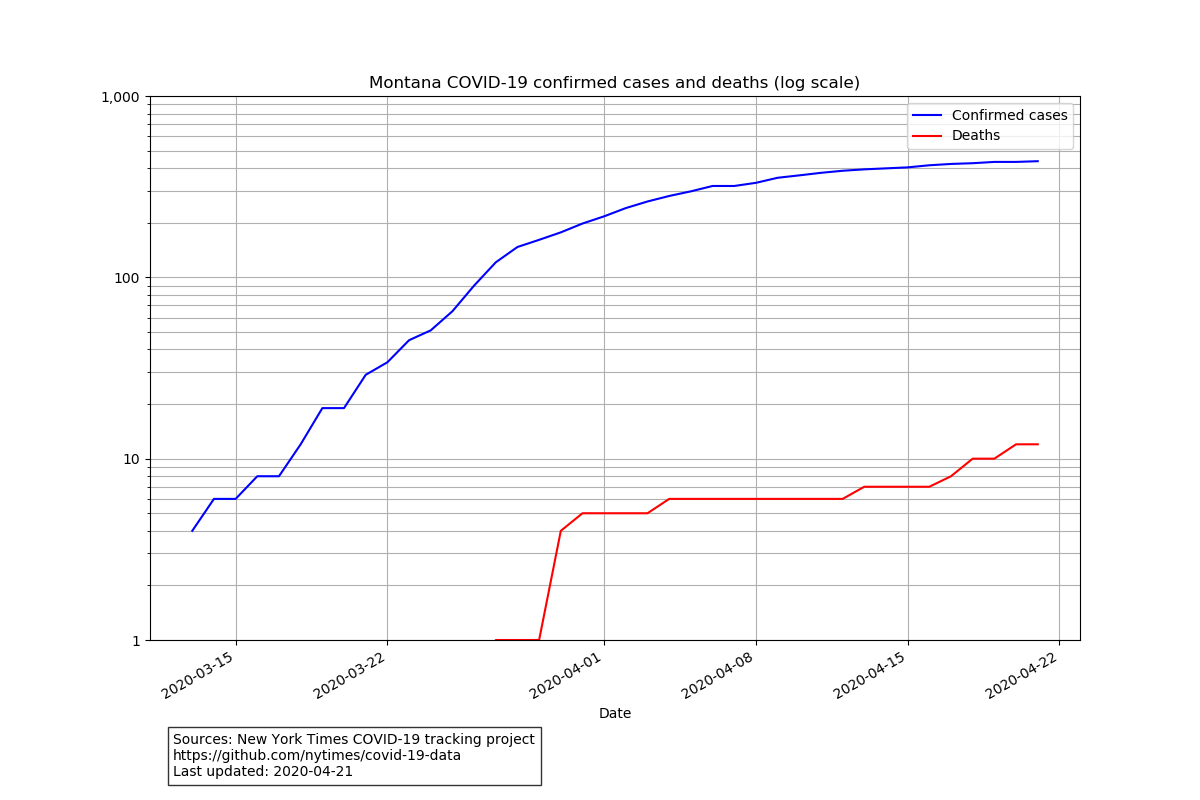 Montana COVID-19 confirmed cases and deaths (log scale)
1,000
100
10
1
Confirmed cases
Deaths
2020-03-15
2020-03-22
2020-04-01
2020-04-08
2020-04-15
2020-04-22
Date
Sources: New York Times COVID-19 tracking project
https://github.com/nytimes/covid-19-data
Last updated: 2020-04-21